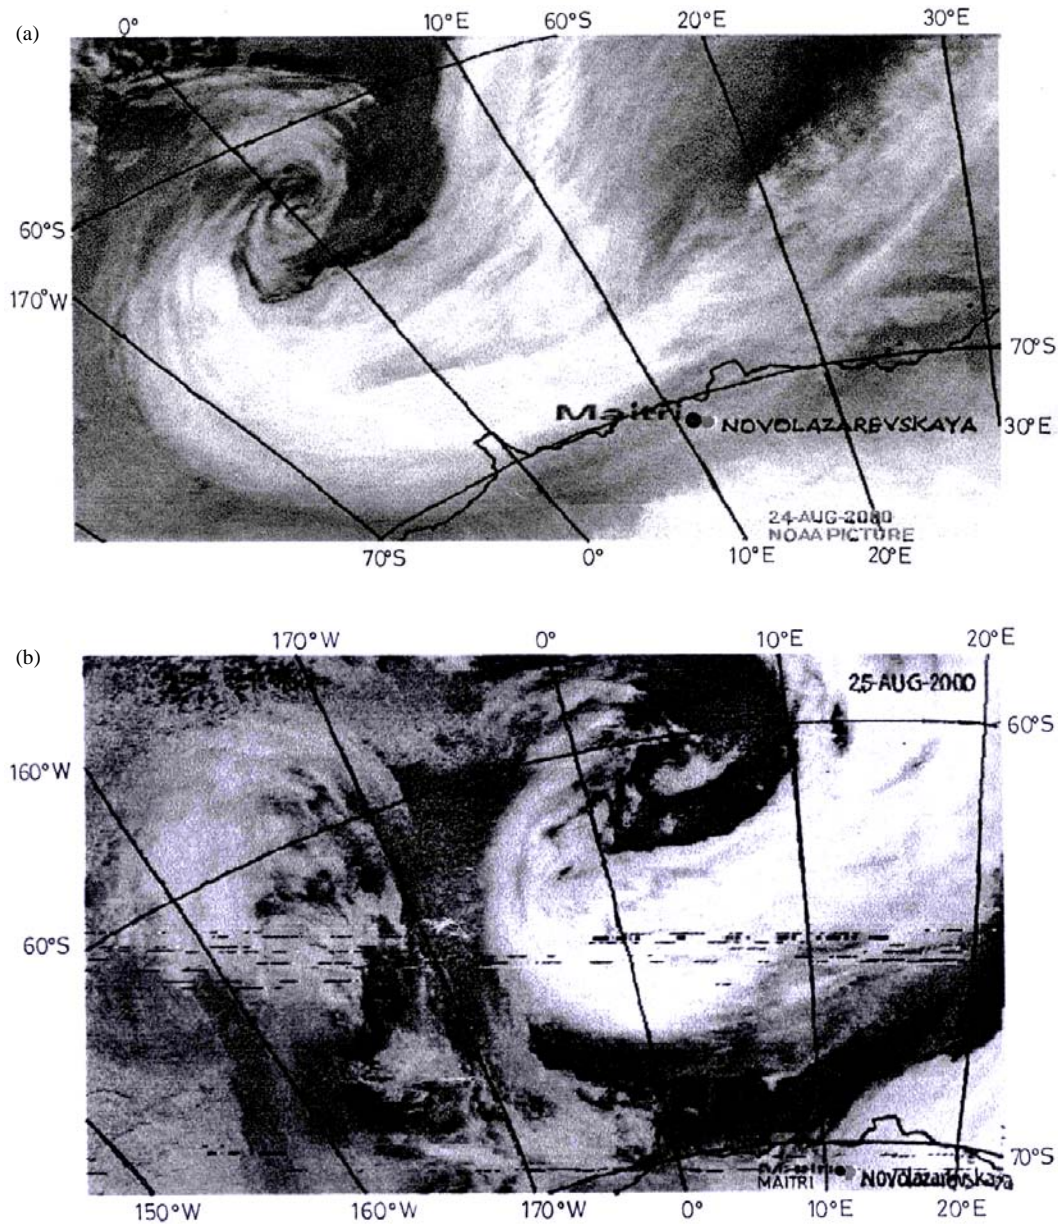 (a)
0° 10°E 60°S 20°E 30°E
60°S
170°W
70°S
Maitri NOVOLAZAREVSKAYA 30°E
24-AUG-2000
NOAA PICTURE
70°S 0° 10°E 20°E
(b)
170°W 0° 10°E 20°E
25-AUG-2000
60°S
160°W
60°S
70°S
MAITRI Novolazarevskaya
150°W 160°W 170°W 0° 10°E 20°E